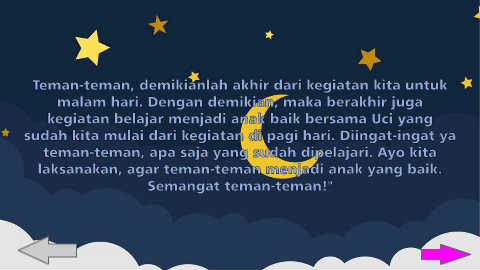 Teman-teman, demikianlah akhir dari kegiatan kita untuk
malam hari. Dengan demikian, maka berakhir juga
kegiatan belajar menjadi anak baik bersama Uci yang
sudah kita mulai dari kegiatan di pagi hari. Diingat-ingat ya
teman-teman, apa saja yang sudah dipelajari. Ayo kita
laksanakan, agar teman-teman menjadi anak yang baik.
Semangat teman-teman!"